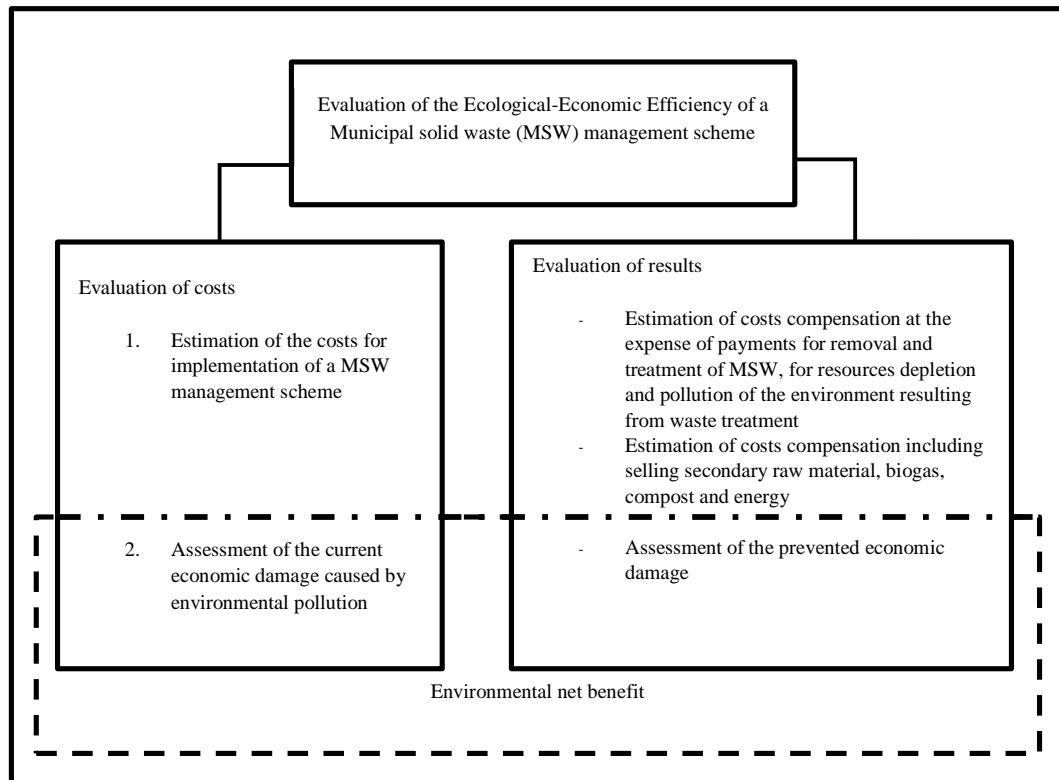 Evaluation of the Ecological-Economic Efficiency of a
Municipal solid waste (MSW) management scheme
Evaluation of costs
1. Estimation of the costs for
implementation of a MSW
management scheme
2. Assessment of the current
economic damage caused by
environmental pollution
Evaluation of results
- Estimation of costs compensation at the
expense of payments for removal and
treatment of MSW, for resources depletion
and pollution of the environment resulting
from waste treatment
- Estimation of costs compensation including
selling secondary raw material, biogas,
compost and energy
- Assessment of the prevented economic
damage
Environmental net benefit